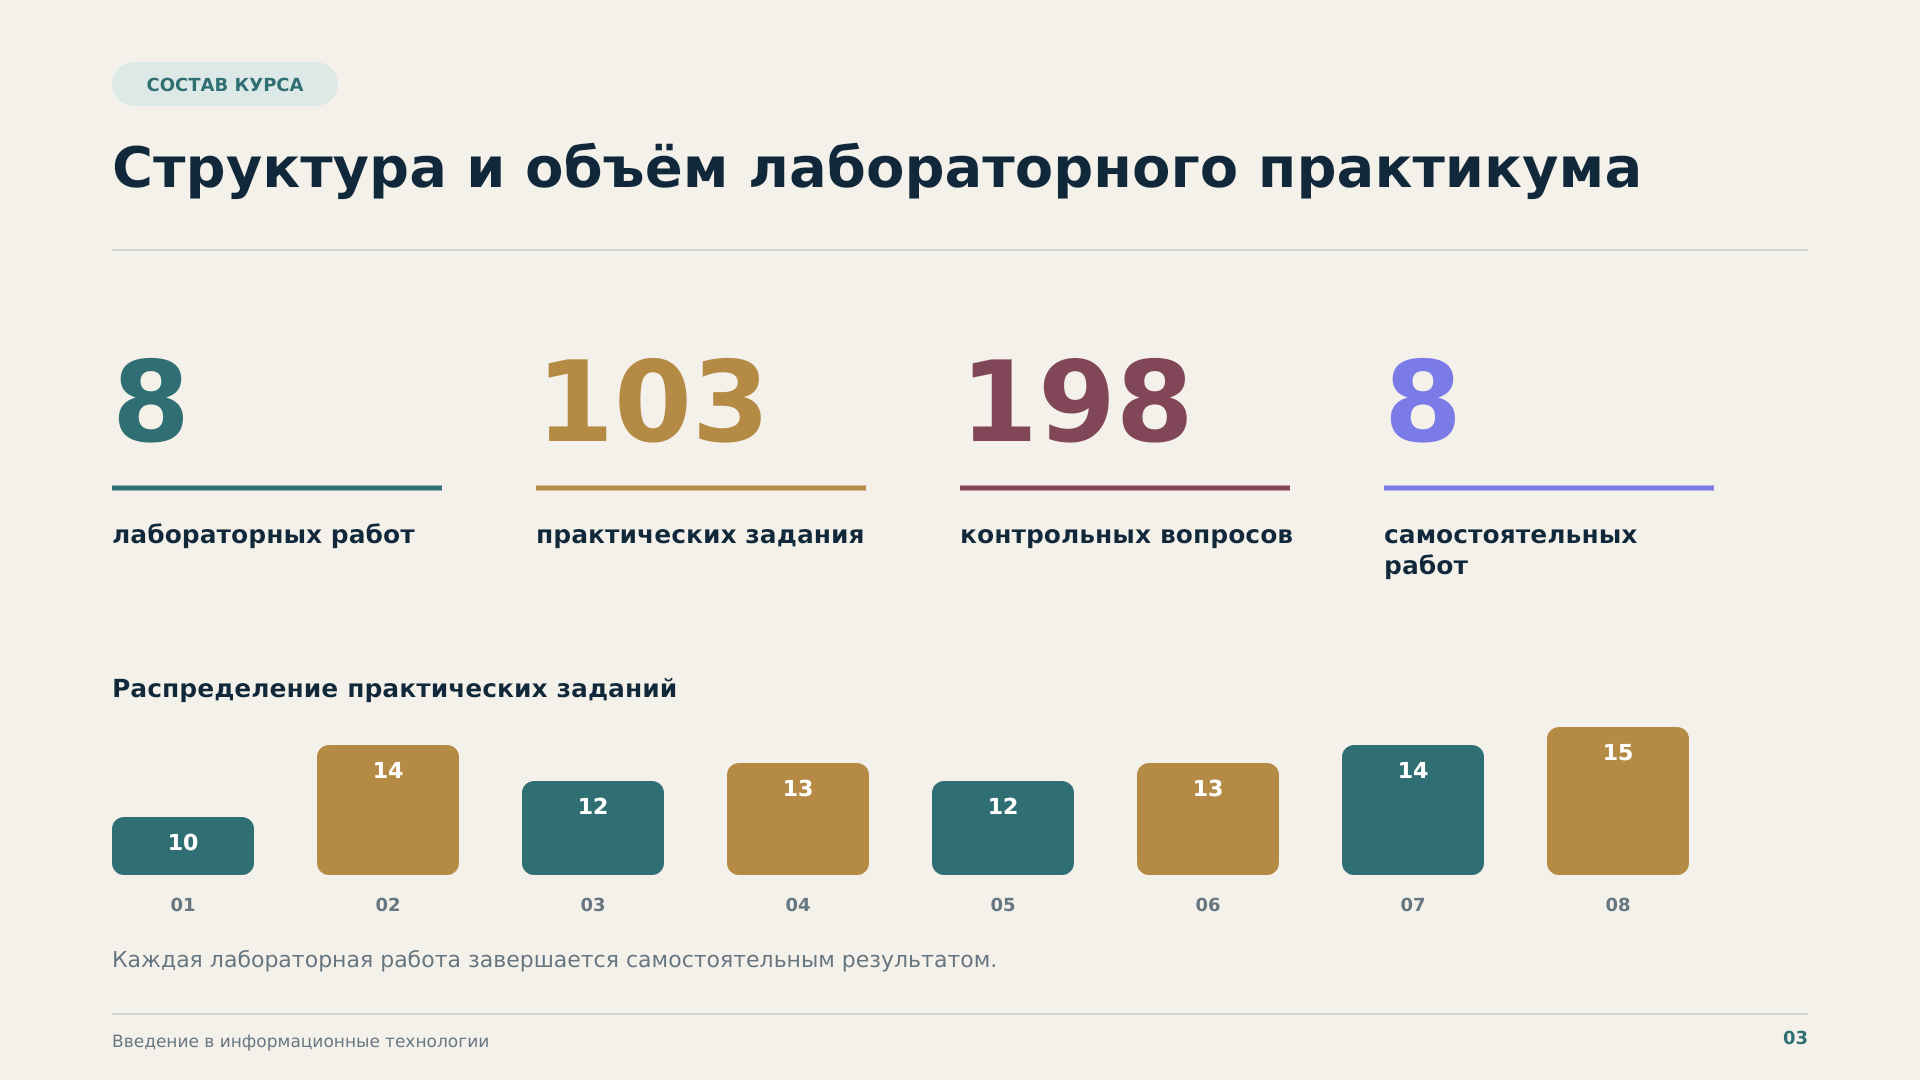 СОСТАВ КУРСА
Структура и объём лабораторного практикума
8
103
198
8
лабораторных работ
практических задания
контрольных вопросов
самостоятельных
работ
Распределение практических заданий
10
14
12
13
12
13
14
15
01
02
03
04
05
06
07
08
Каждая лабораторная работа завершается самостоятельным результатом.
Введение в информационные технологии
03